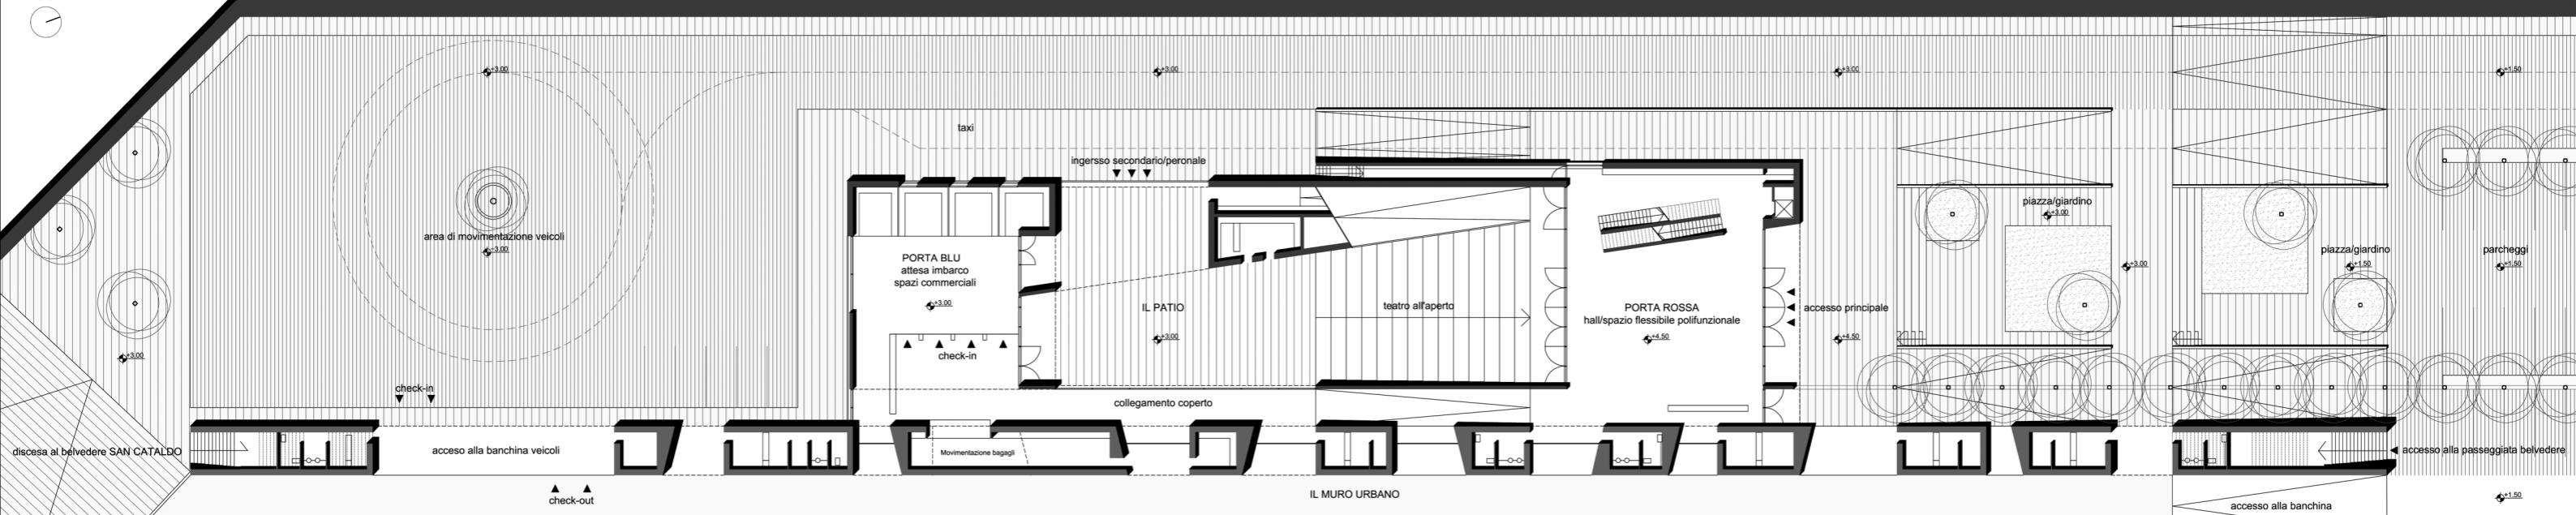 +3.00
+3.00
+3.00
+1.50
taxi
ingersso secondario/peronale
area di movimentazione veicoli
+3.00
piazza/giardino
+3.00
piazza/giardino
+1.50
parcheggi
+1.50
+3.00
PORTA BLU
attesa imbarco
spazi commerciali
+3.00
IL PATIO
+3.00
teatro all'aperto
PORTA ROSSA
hall/spazio flessibile polifunzionale
+4.50
accesso principale
+4.50
+3.00
check-in
check-in
collegamento coperto
discesa al belvedere SAN CATALDO
acceso alla banchina veicoli
Movimentazione bagagli
accesso alla passeggiata belvedere
check-out
IL MURO URBANO
accesso alla banchina
+1.50